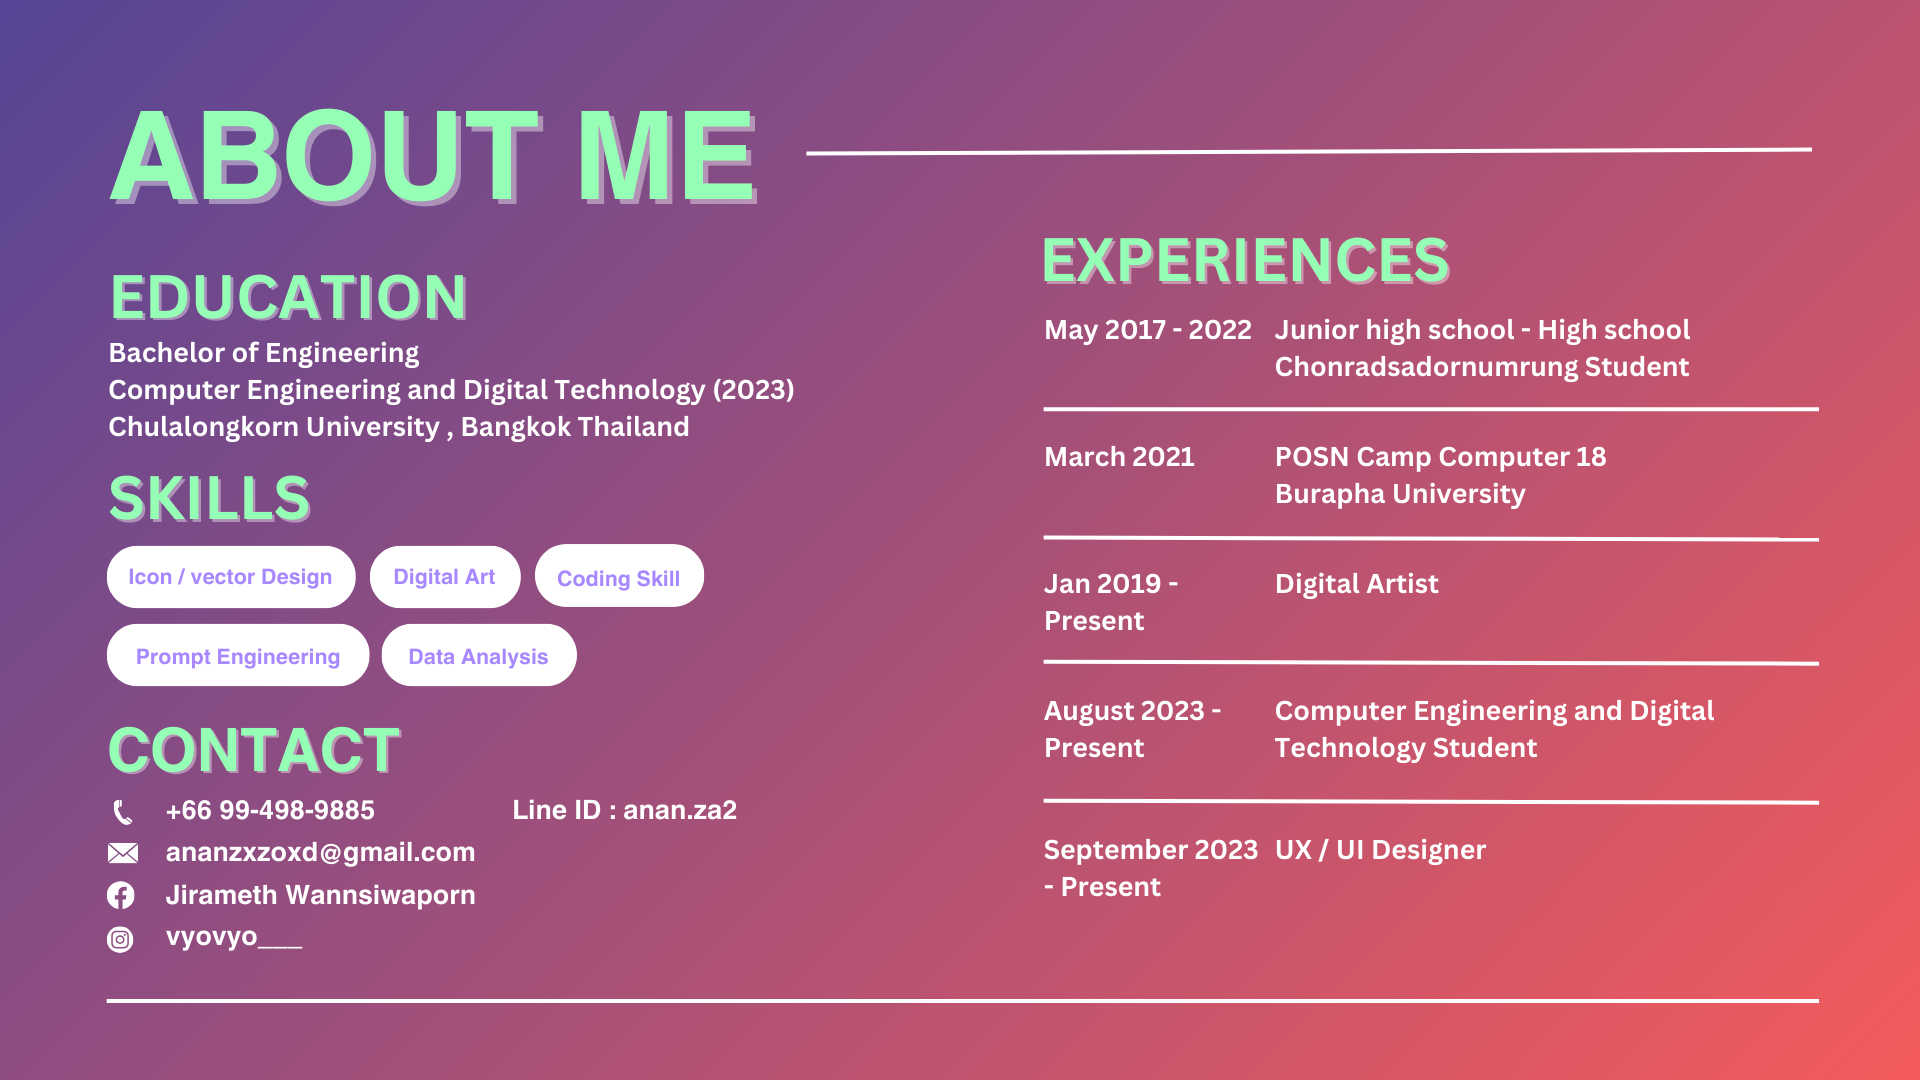 ABOUT ME
EDUCATION
Bachelor of Engineering
Computer Engineering and Digital Technology (2023)
Chulalongkorn University , Bangkok Thailand
SKILLS
Icon / vector Design
Digital Art
Coding Skill
Prompt Engineering
Data Analysis
CONTACT
+66 99-498-9885
Line ID : anan.za2
ananzxzoxd@gmail.com
Jirameth Wannsiwaporn
vyovyo___
EXPERIENCES
May 2017 - 2022
Junior high school - High school
Chonradsadornumrung Student
March 2021
POSN Camp Computer 18
Burapha University
Jan 2019 -
Present
Digital Artist
August 2023 -
Present
Computer Engineering and Digital
Technology Student
September 2023
- Present
UX / UI Designer